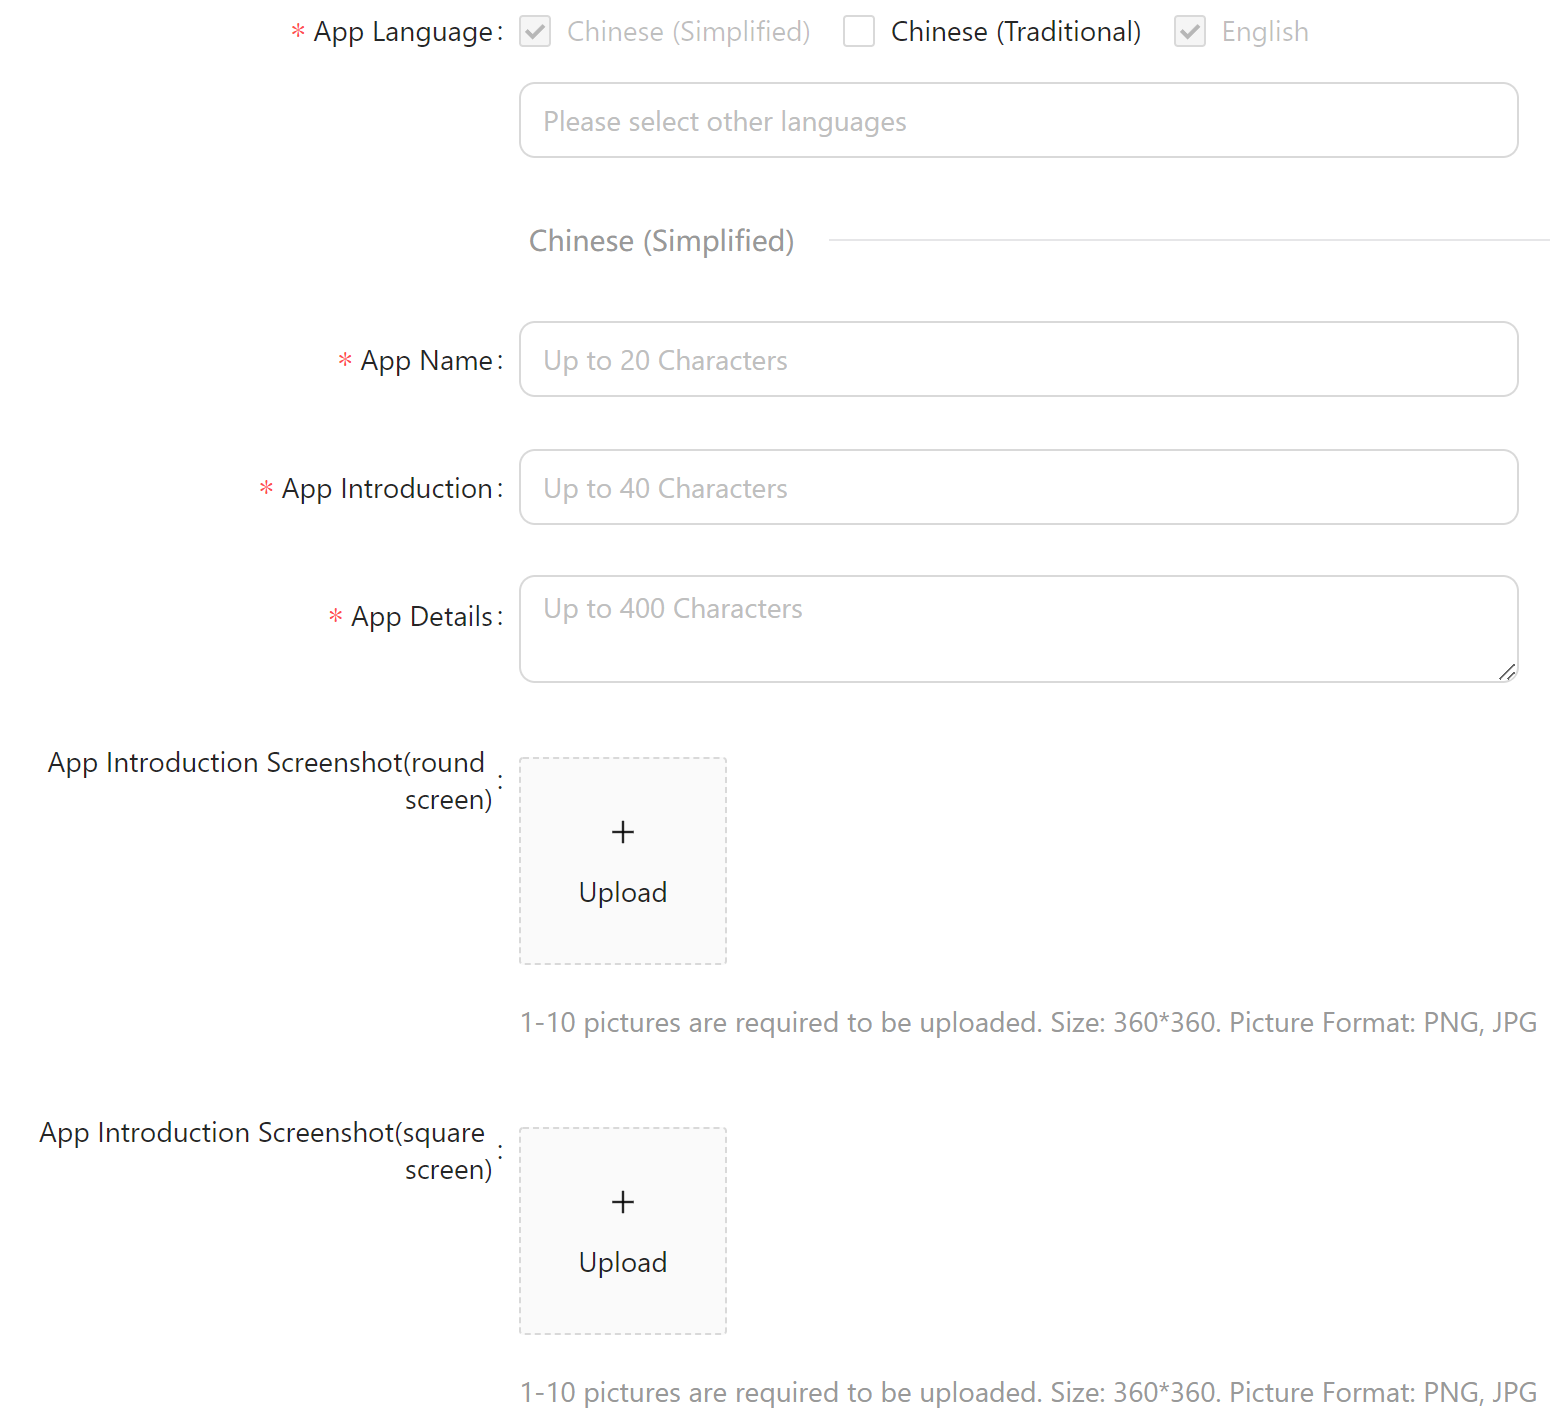 * App Language: Chinese (Simplified) Chinese (Traditional) English
Please select other languages
Chinese (Simplified)
* App Name: Up to 20 Characters
* App Introduction: Up to 40 Characters
* App Details: Up to 400 Characters
App Introduction Screenshot(round
screen) :
+
Upload
1-10 pictures are required to be uploaded. Size: 360*360. Picture Format: PNG, JPG
App Introduction Screenshot(square
screen) :
+
Upload
1-10 pictures are required to be uploaded. Size: 360*360. Picture Format: PNG, JPG